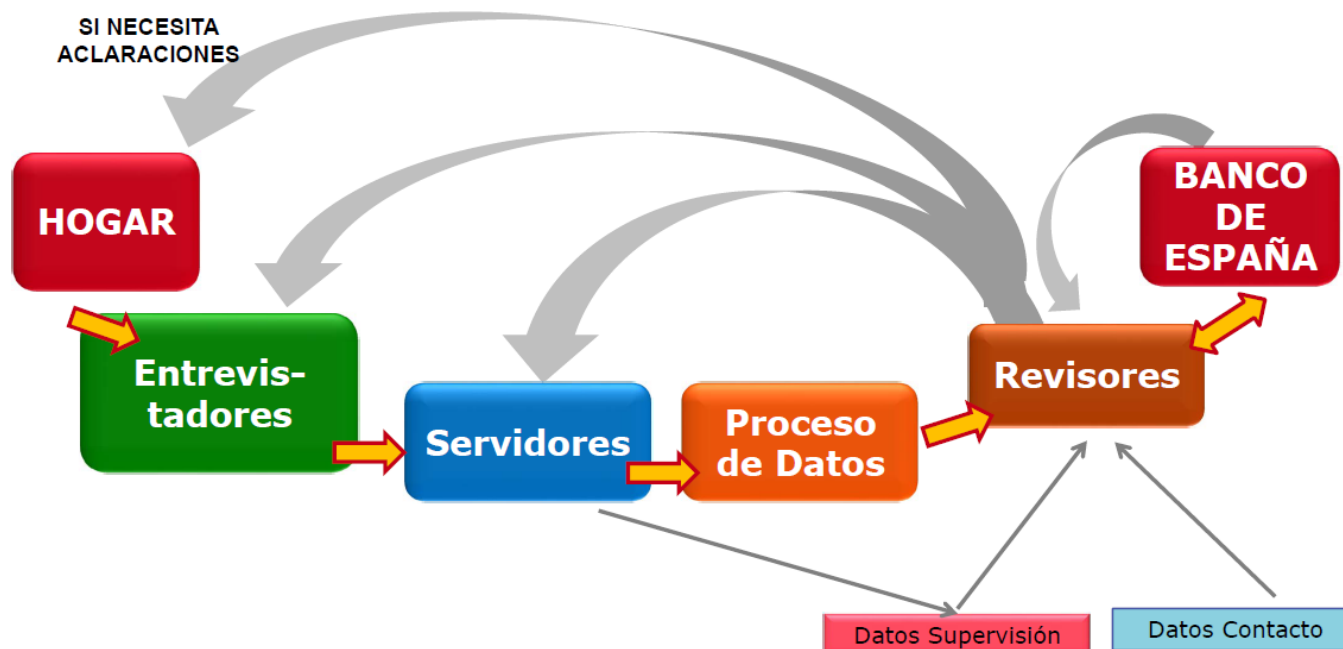 SI NECESITA
ACLARACIONES
HOGAR
BANCO
DE
ESPAÑA
Entrevis-
tadores
Servidores
Proceso
de Datos
Revisores
Datos Supervisión
Datos Contacto